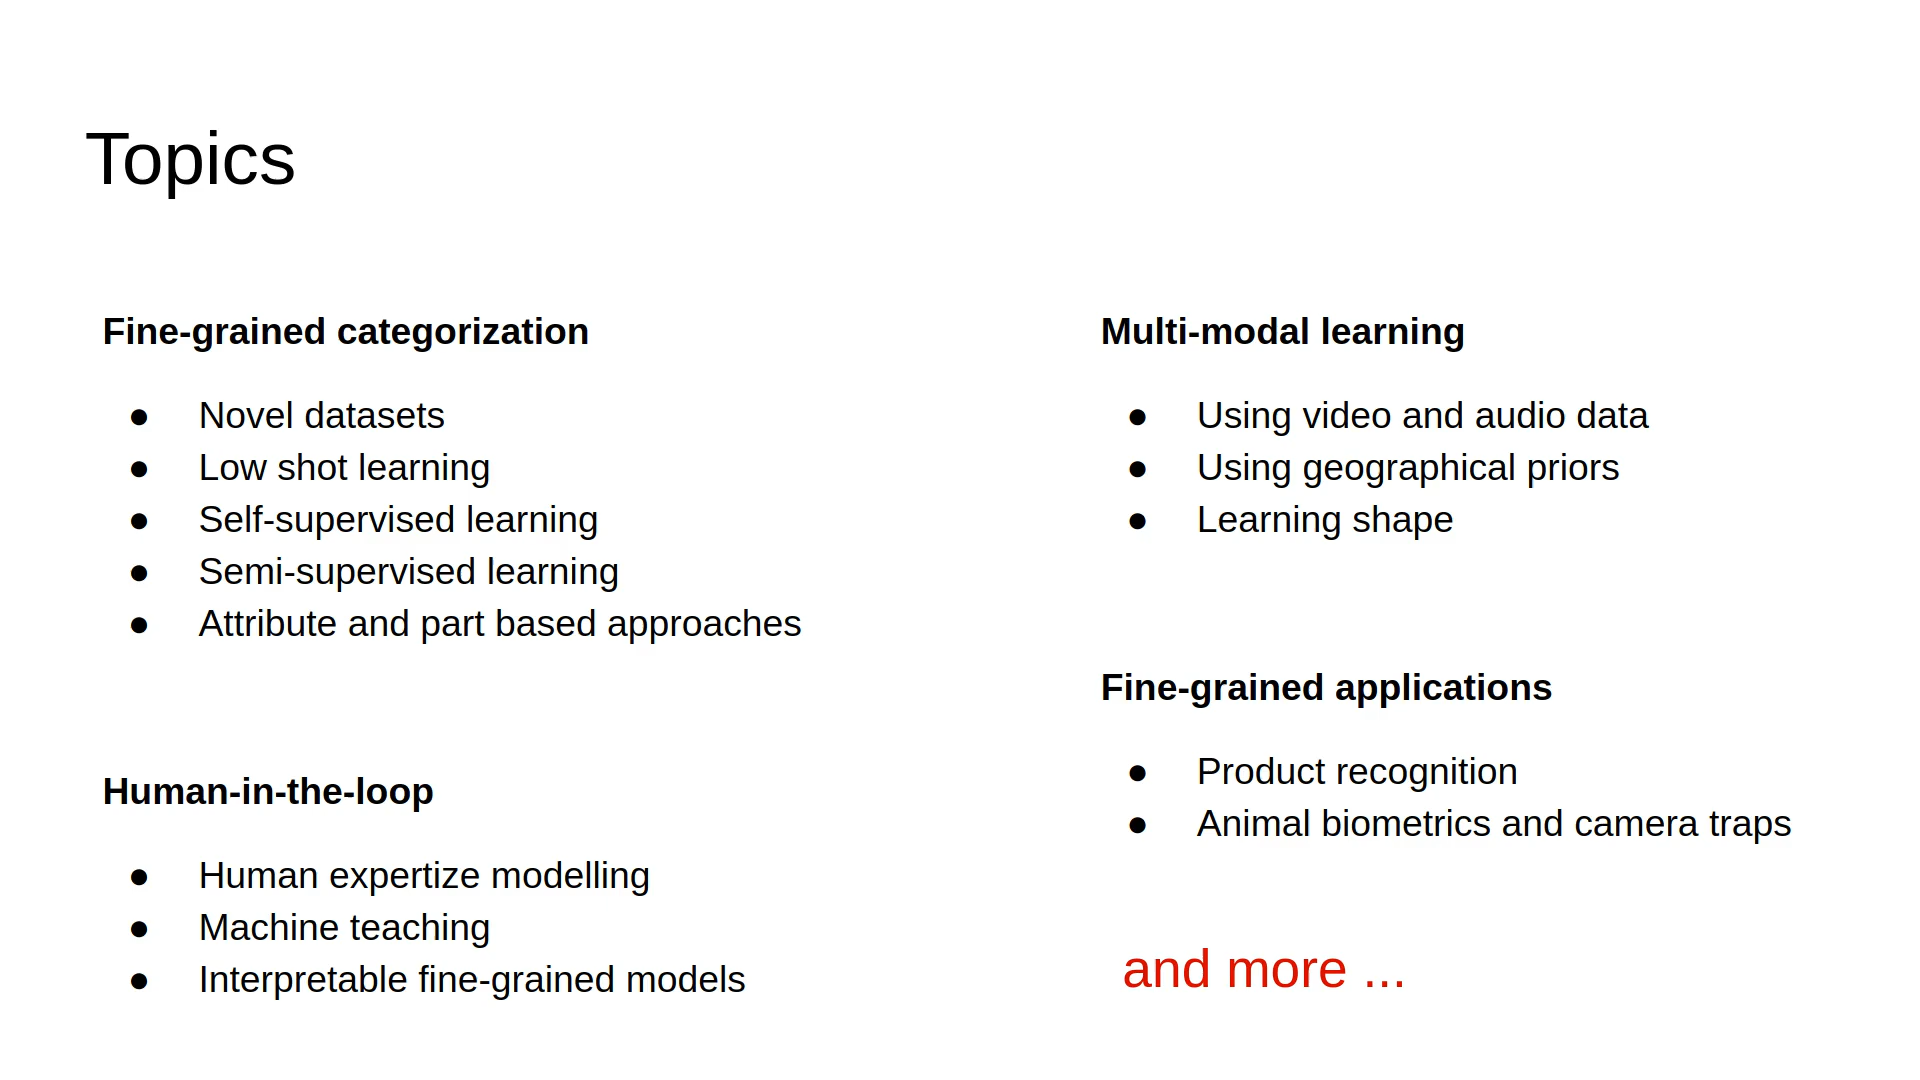 Topics
Fine-grained categorization
● Novel datasets
● Low shot learning
● Self-supervised learning
● Semi-supervised learning
● Attribute and part based approaches
Human-in-the-loop
● Human expertize modelling
● Machine teaching
● Interpretable fine-grained models
Multi-modal learning
● Using video and audio data
● Using geographical priors
● Learning shape
Fine-grained applications
● Product recognition
● Animal biometrics and camera traps
and more ...